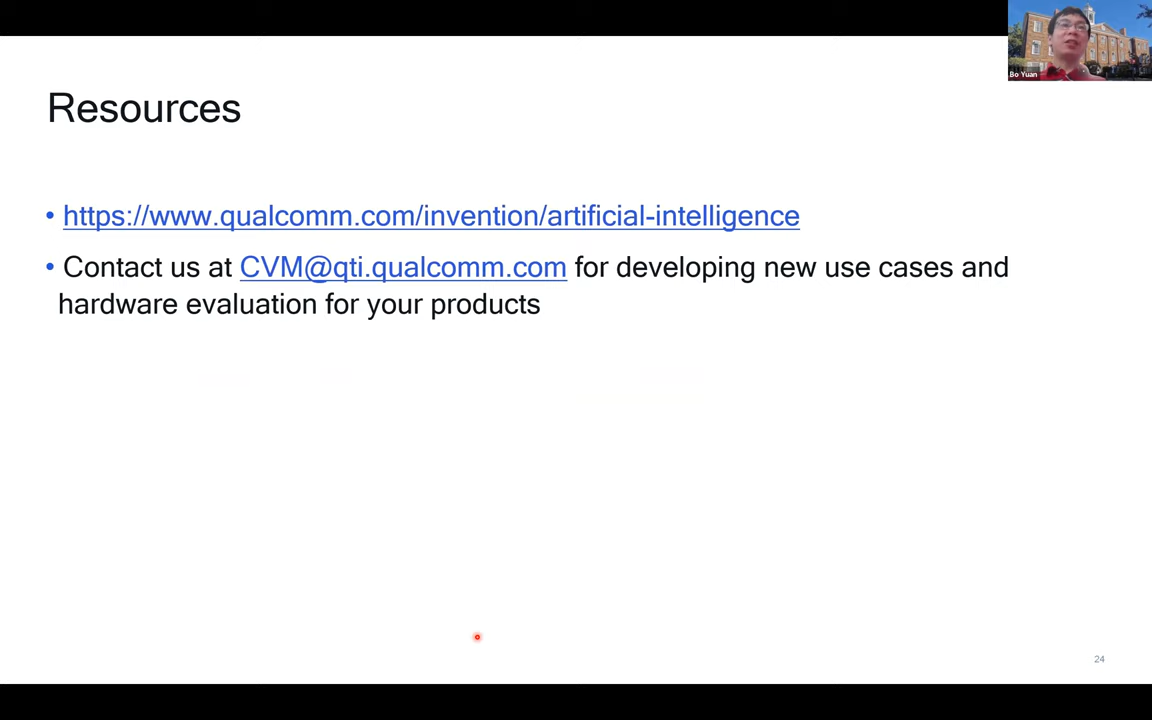 Bo Yuan
Resources
• https://www.qualcomm.com/invention/artificial-intelligence
• Contact us at CVM@qti.qualcomm.com for developing new use cases and
hardware evaluation for your products
24